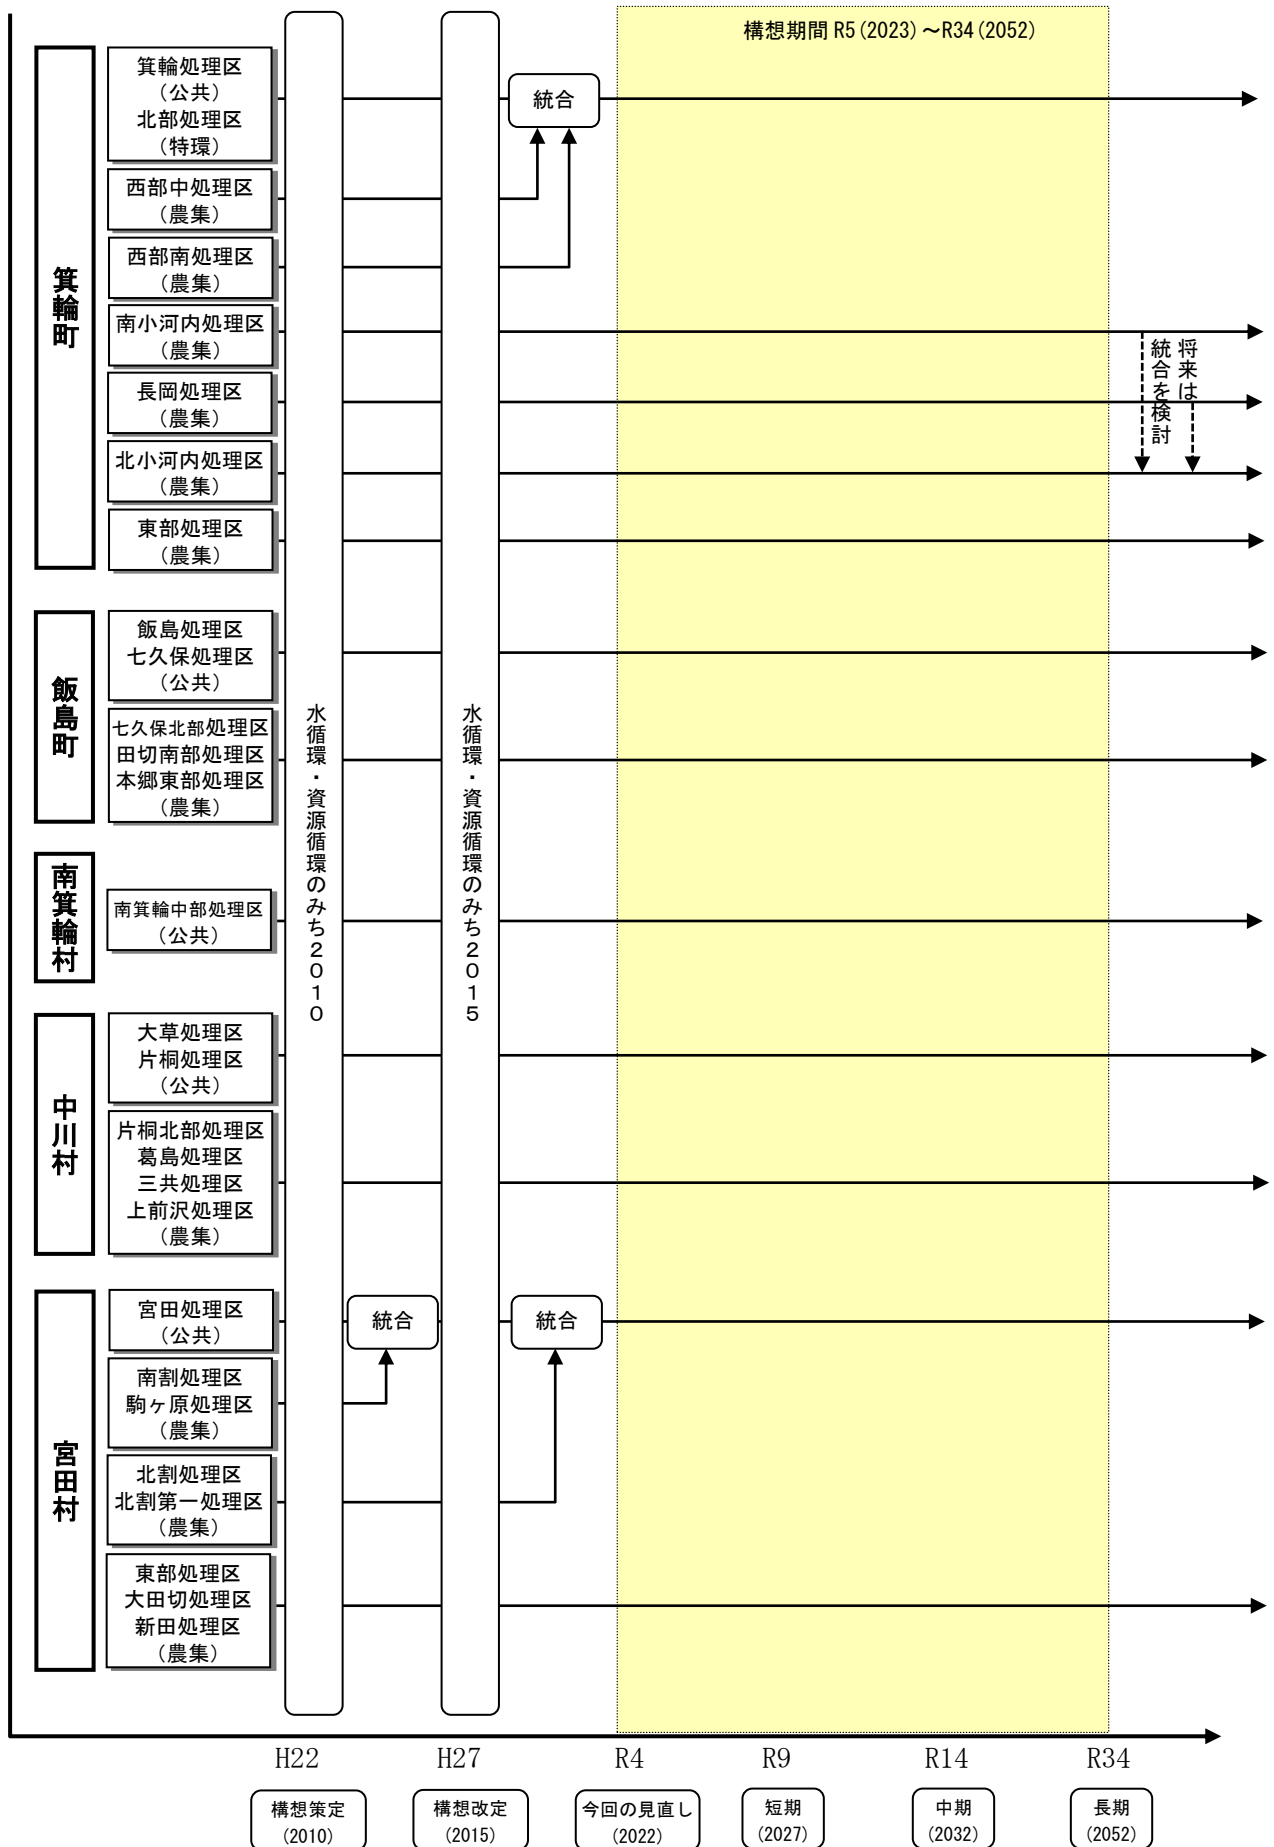 構想期間 R5(2023)～R34(2052)
箕輪町
箕輪処理区
（公共）
北部処理区
（特環）
統合
西部中処理区
（農集）
西部南処理区
（農集）
南小河内処理区
（農集）
将来は
統合を検討
長岡処理区
（農集）
北小河内処理区
（農集）
東部処理区
（農集）
飯島町
飯島処理区
七久保処理区
（公共）
七久保北部処理区
田切南部処理区
本郷東部処理区
（農集）
水循環・資源循環のみち２０１０
水循環・資源循環のみち２０１５
南箕輪村
南箕輪中部処理区
（公共）
中川村
大草処理区
片桐処理区
（公共）
片桐北部処理区
葛島処理区
三共処理区
上前沢処理区
（農集）
宮田村
宮田処理区
（公共）
統合
統合
南割処理区
駒ヶ原処理区
（農集）
北割処理区
北割第一処理区
（農集）
東部処理区
大田切処理区
新田処理区
（農集）
H22
H27
R4
R9
R14
R34
構想策定
(2010)
構想改定
(2015)
今回の見直し
(2022)
短期
(2027)
中期
(2032)
長期
(2052)